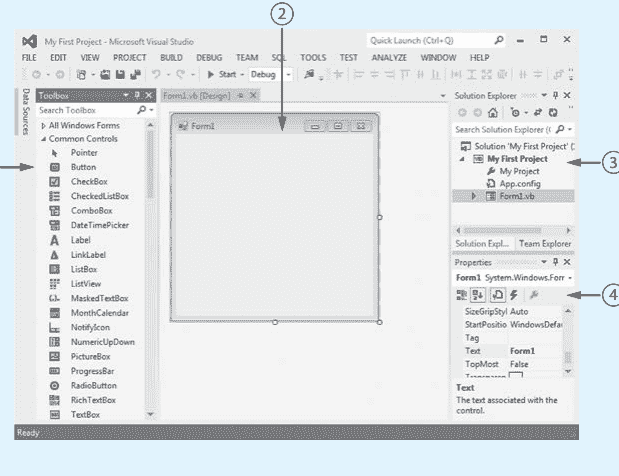 2
My First Project - Microsoft Visual Studio
Quick Launch (Ctrl+Q)
FILE EDIT VIEW PROJECT BUILD DEBUG TEAM SQL TOOLS TEST ANALYZE WINDOW HELP
Start Debug
Data Sources
Toolbox
Search Toolbox
All Windows Forms
Common Controls
Pointer
Button
CheckBox
CheckedListBox
ComboBox
DateTimePicker
Label
LinkLabel
ListBox
ListView
MaskedTextBox
MonthCalendar
NotifyIcon
NumericUpDown
PictureBox
ProgressBar
RadioButton
RichTextBox
TextBox
Form1.vb [Design]
Form1
Solution Explorer
Search Solution Explorer (
Solution 'My First Project' (
My First Project
My Project
App.config
Form1.vb
3
Solution Expl... Team Explorer
Properties
Form1 System.Windows.Forr
4
SizeGripStyl Auto
StartPositio WindowsDefau
Tag
Text Form1
TopMost False
Text
The text associated with the
control.
Ready